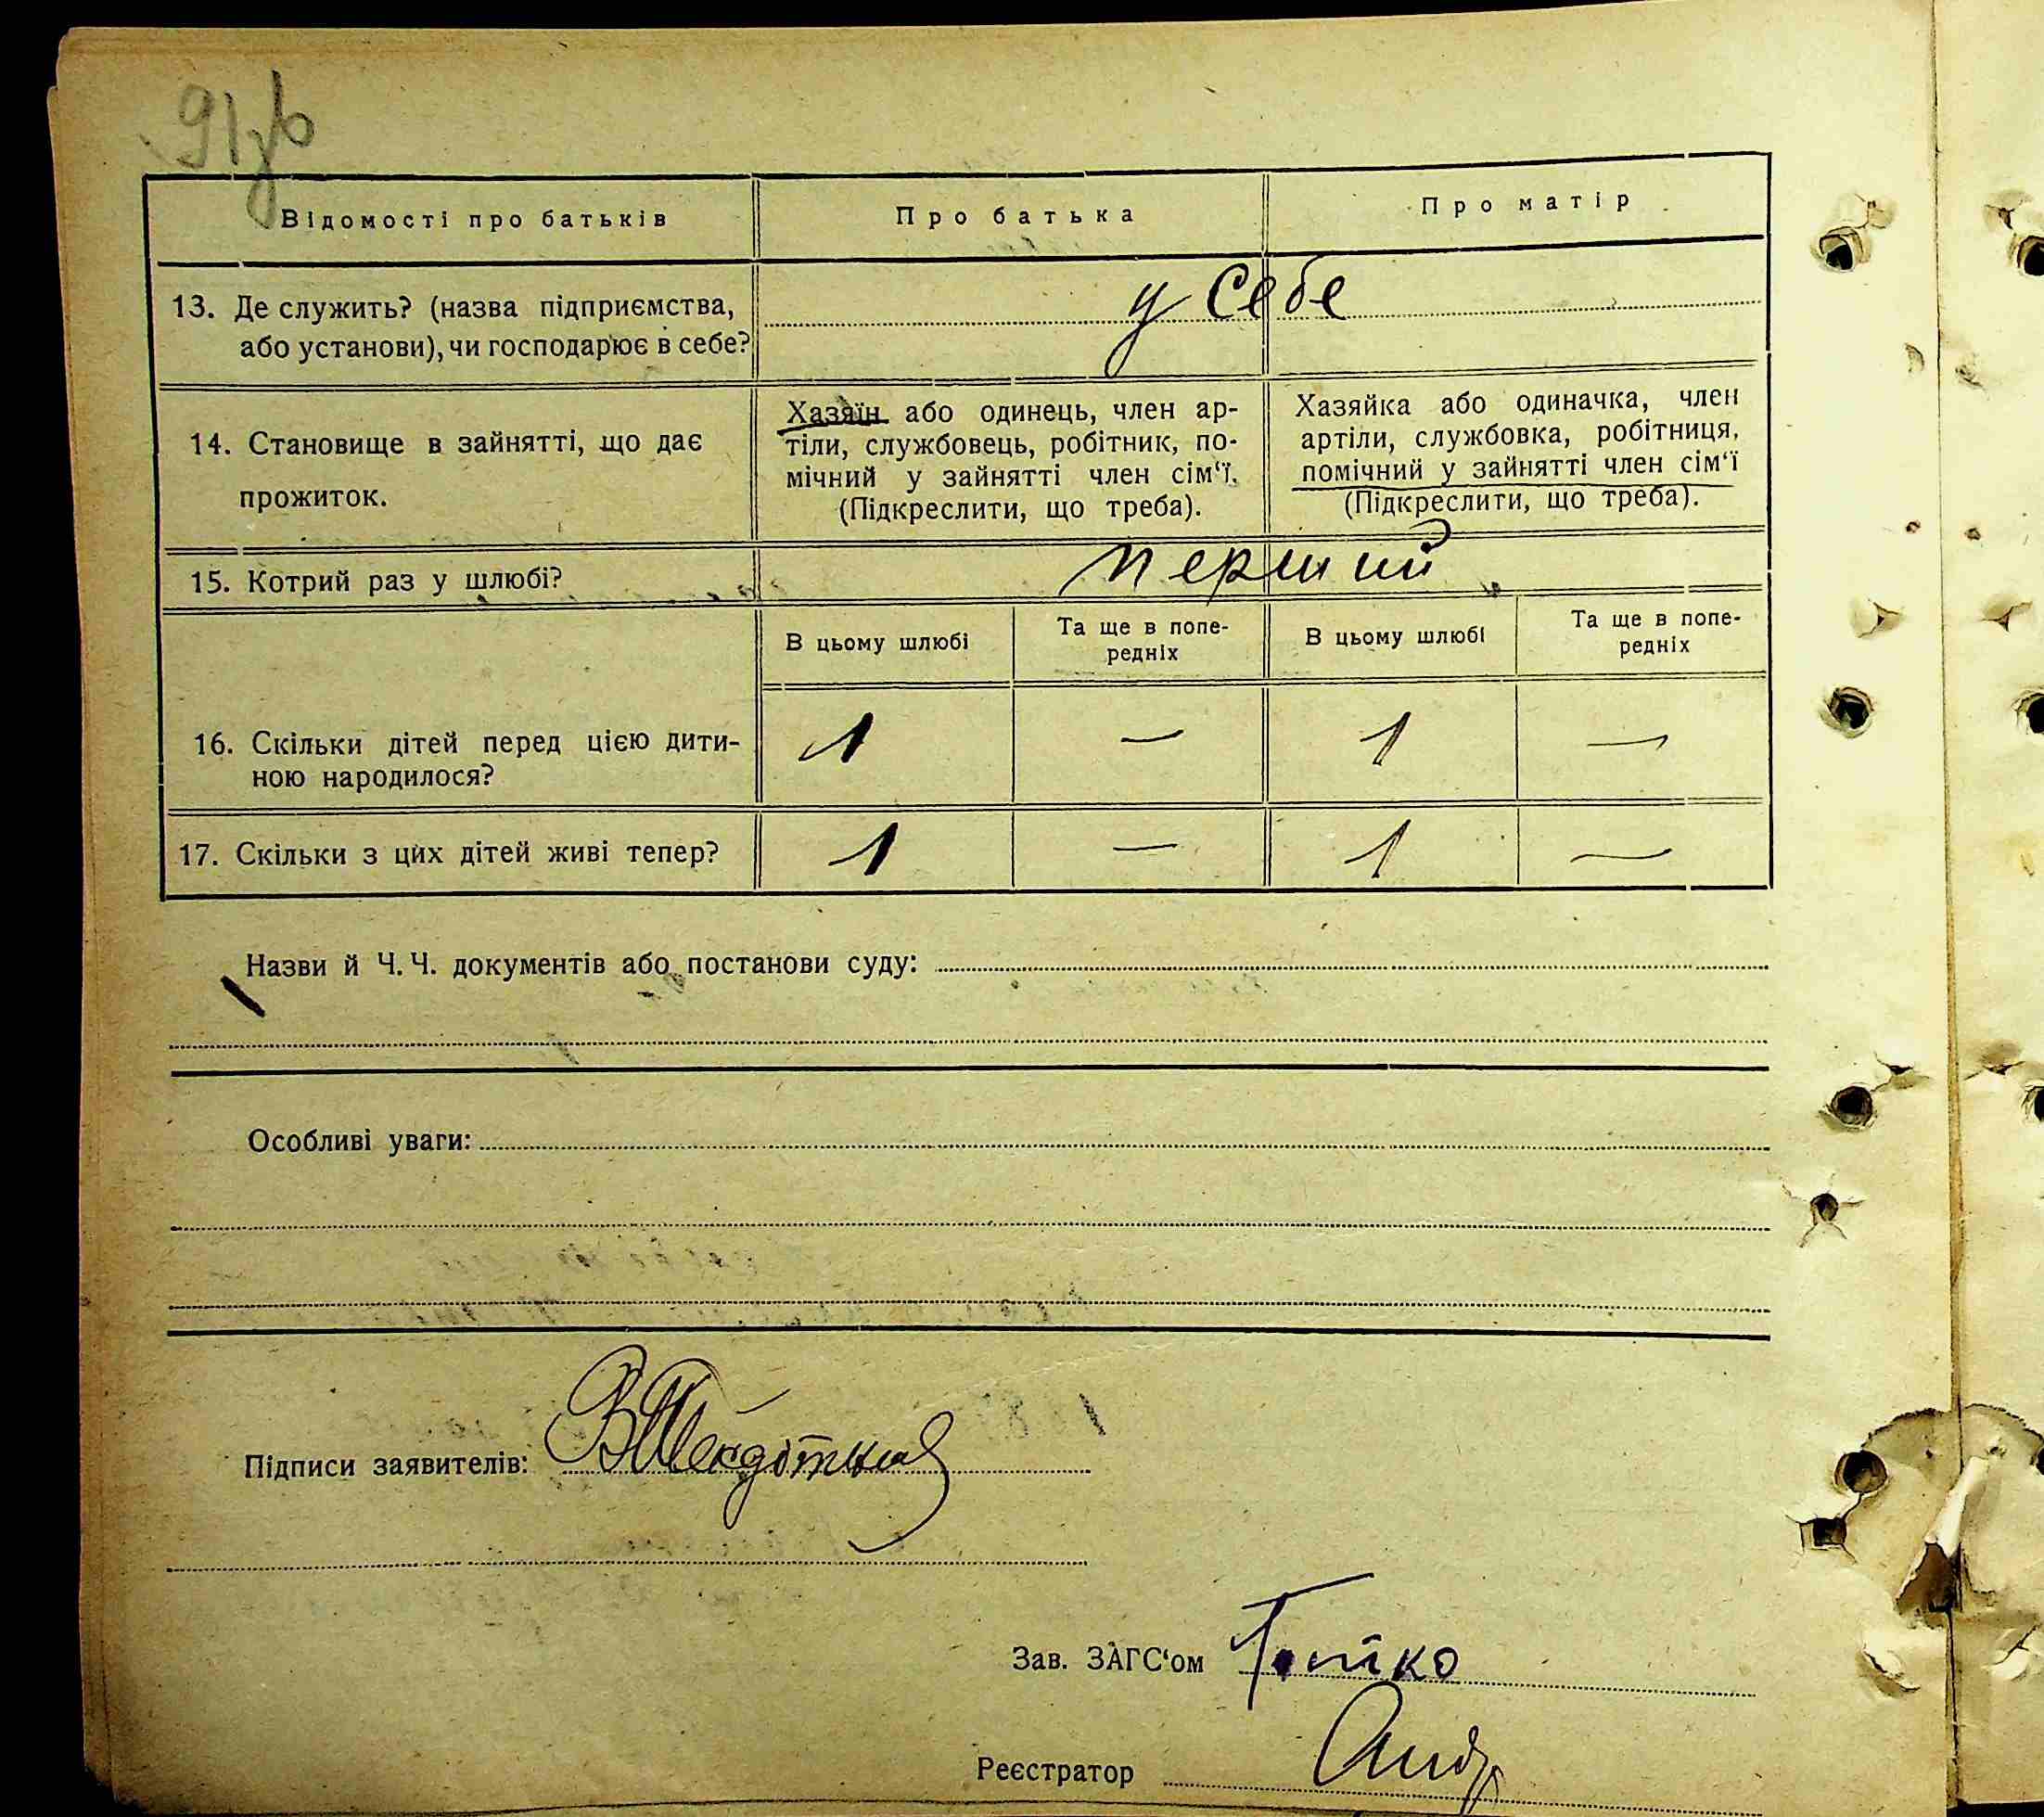 91зв
Відомості про батьків
Про батька
Про матір
13. Де служить? (назва підприємства,
або установи), чи господарює в себе?
у себе
14. Становище в зайнятті, що дає
прожиток.
Хазяїн або одинець, член ар-
тіли, службовець, робітник, по-
мічний у зайнятті член сім‘ї.
(Підкреслити, що треба).
Хазяйка або одиначка, член
артіли, службовка, робітниця,
помічний у зайнятті член сім‘ї
(Підкреслити, що треба).
15. Котрий раз у шлюбі?
перший
В цьому шлюбі
Та ще в попе-
редніх
В цьому шлюбі
Та ще в попе-
редніх
16. Скільки дітей перед цією дити-
ною народилося?
1 — 1 —
17. Скільки з цих дітей живі тепер?
1 — 1 —
Назви й Ч. Ч. документів або постанови суду:
Особливі уваги:
Підписи заявителів:
Зав. ЗАГС‘ом
Реєстратор